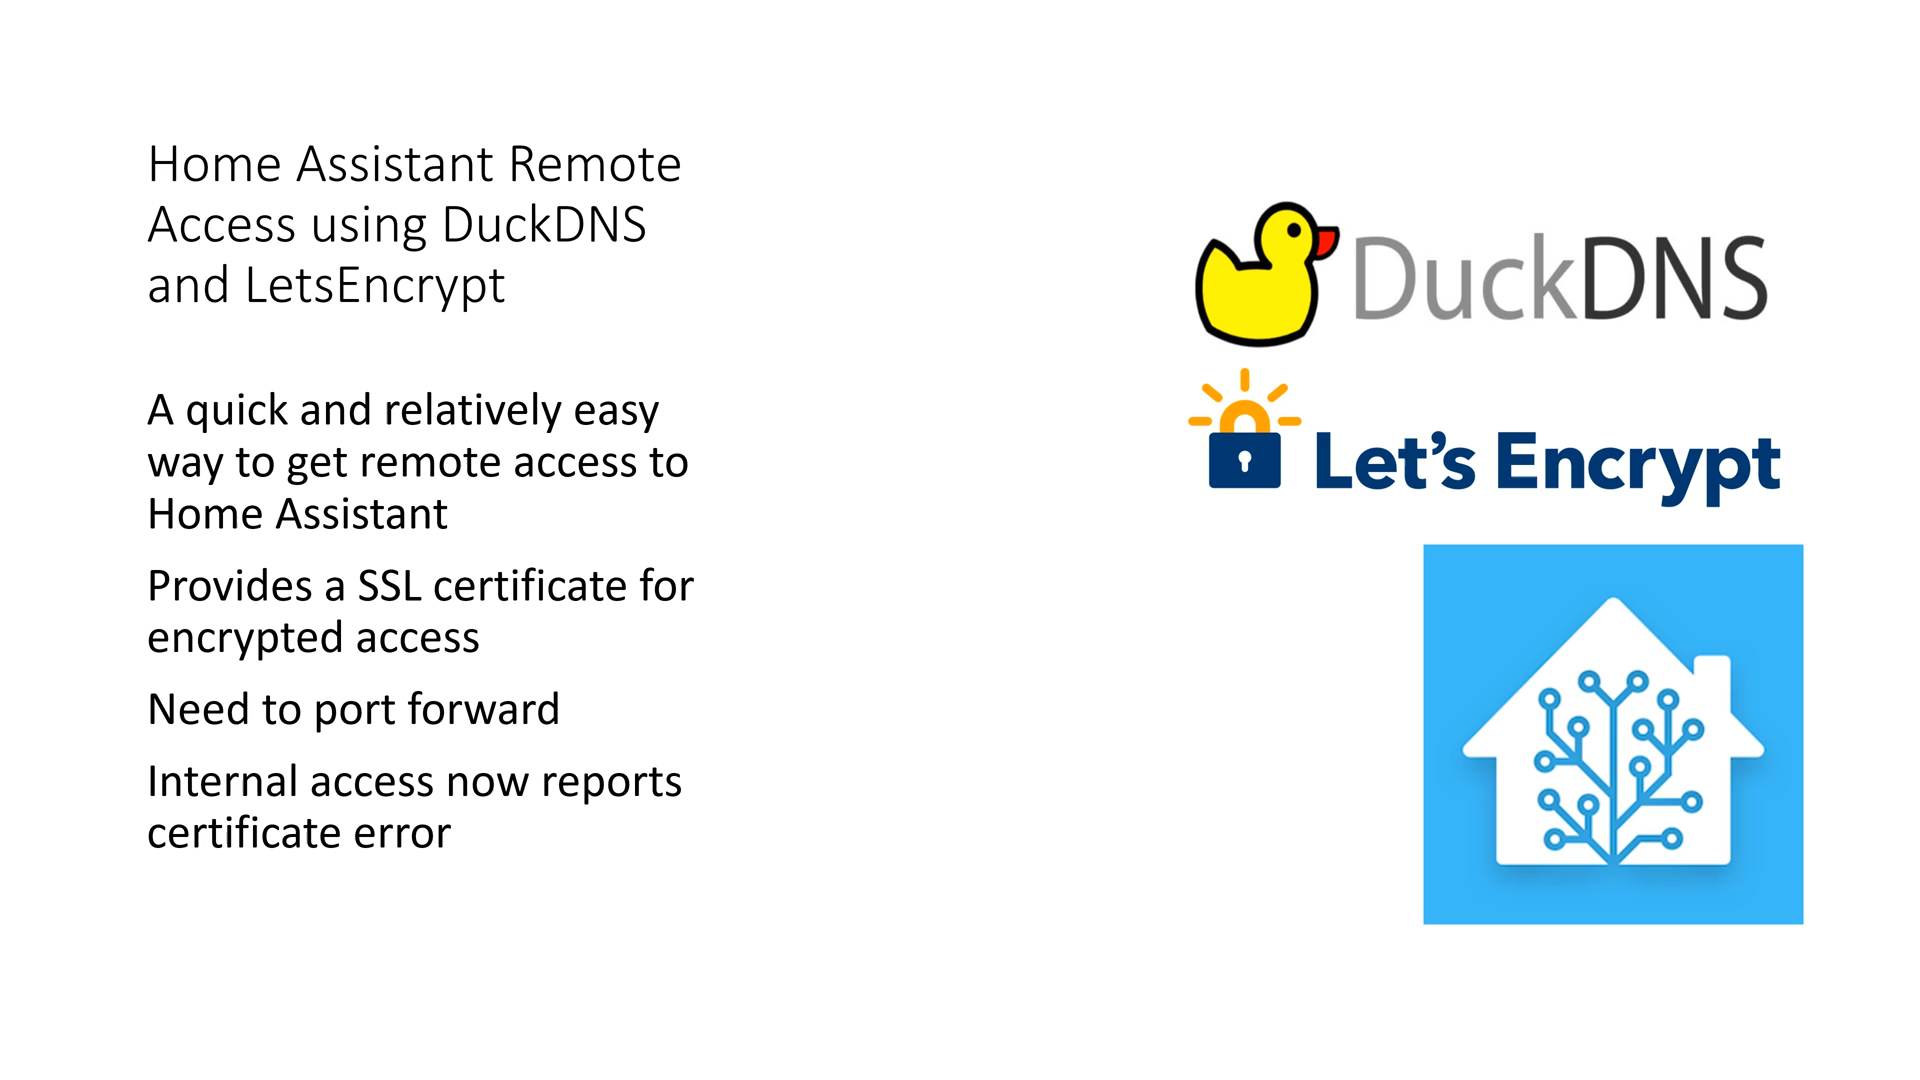 Home Assistant Remote
Access using DuckDNS
and LetsEncrypt
A quick and relatively easy
way to get remote access to
Home Assistant
Provides a SSL certificate for
encrypted access
Need to port forward
Internal access now reports
certificate error
DuckDNS
Let's Encrypt